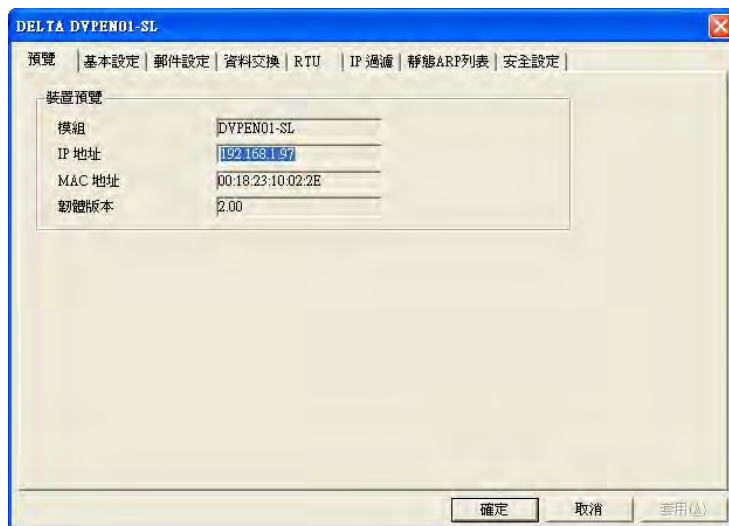 DELTA DVPEN01-SL
預覽 基本設定 郵件設定 資料交換 RTU IP 過濾 靜態ARP列表 安全設定
裝置預覽
模組 DVPEN01-SL
IP 地址 192.168.1.97
MAC 地址 00:18:23:10:02:2E
韌體版本 2.00
確定 取消 套用(A)